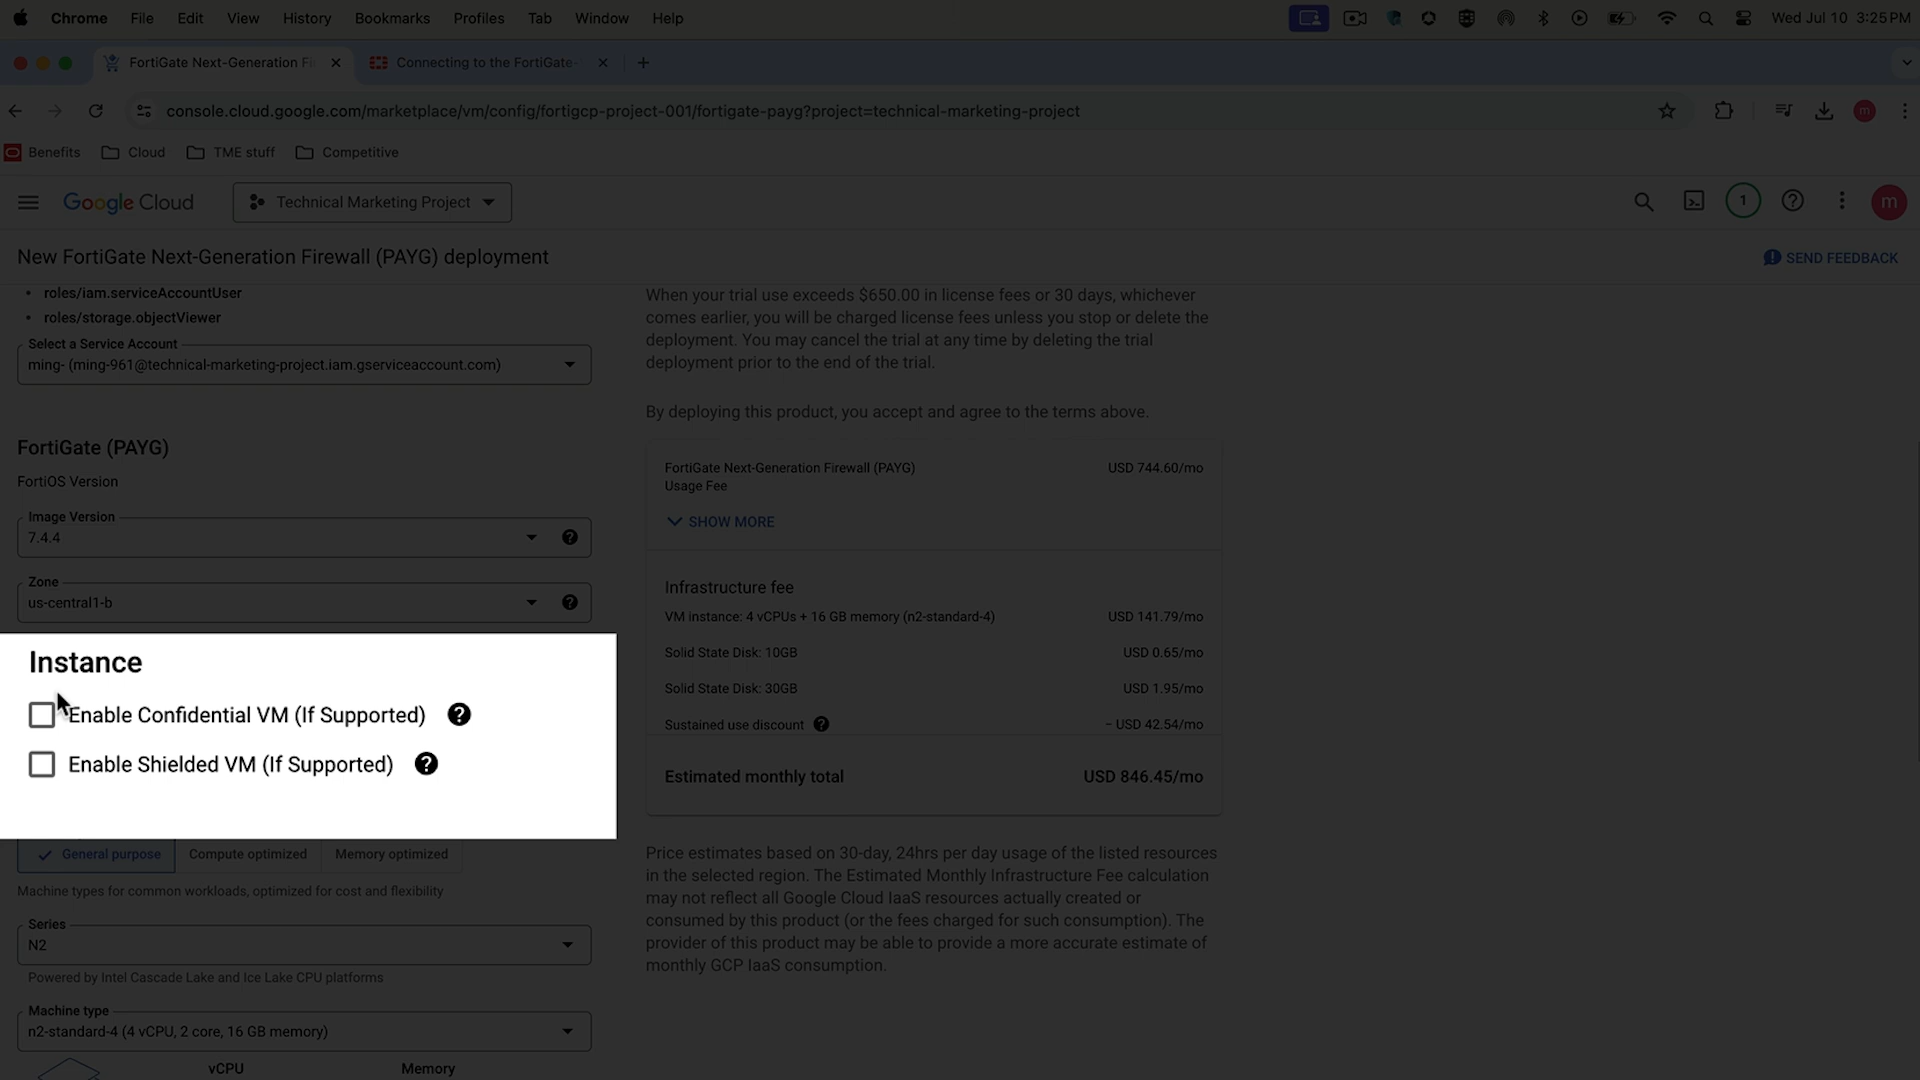 Chrome File Edit View History Bookmarks Profiles Tab Window Help Wed Jul 10 3:25 PM
FortiGate Next-Generation Fi Connecting to the FortiGate-
console.cloud.google.com/marketplace/vm/config/fortigcp-project-001/fortigate-payg?project=technical-marketing-project m
Benefits Cloud TME stuff Competitive
Google Cloud Technical Marketing Project 1 m
New FortiGate Next-Generation Firewall (PAYG) deployment SEND FEEDBACK
• roles/iam.serviceAccountUser
• roles/storage.objectViewer
Select a Service Account
ming- (ming-961@technical-marketing-project.iam.gserviceaccount.com)
FortiGate (PAYG)
FortiOS Version
Image Version
7.4.4
Zone
us-central1-b
Instance
Enable Confidential VM (If Supported)
Enable Shielded VM (If Supported)
General purpose Compute optimized Memory optimized
Machine types for common workloads, optimized for cost and flexibility
Series
N2
Powered by Intel Cascade Lake and Ice Lake CPU platforms
Machine type
n2-standard-4 (4 vCPU, 2 core, 16 GB memory)
vCPU Memory
When your trial use exceeds $650.00 in license fees or 30 days, whichever
comes earlier, you will be charged license fees unless you stop or delete the
deployment. You may cancel the trial at any time by deleting the trial
deployment prior to the end of the trial.
By deploying this product, you accept and agree to the terms above.
FortiGate Next-Generation Firewall (PAYG) USD 744.60/mo
Usage Fee
SHOW MORE
Infrastructure fee
VM instance: 4 vCPUs + 16 GB memory (n2-standard-4) USD 141.79/mo
Solid State Disk: 10GB USD 0.65/mo
Solid State Disk: 30GB USD 1.95/mo
Sustained use discount - USD 42.54/mo
Estimated monthly total USD 846.45/mo
Price estimates based on 30-day, 24hrs per day usage of the listed resources
in the selected region. The Estimated Monthly Infrastructure Fee calculation
may not reflect all Google Cloud IaaS resources actually created or
consumed by this product (or the fees charged for such consumption). The
provider of this product may be able to provide a more accurate estimate of
monthly GCP IaaS consumption.